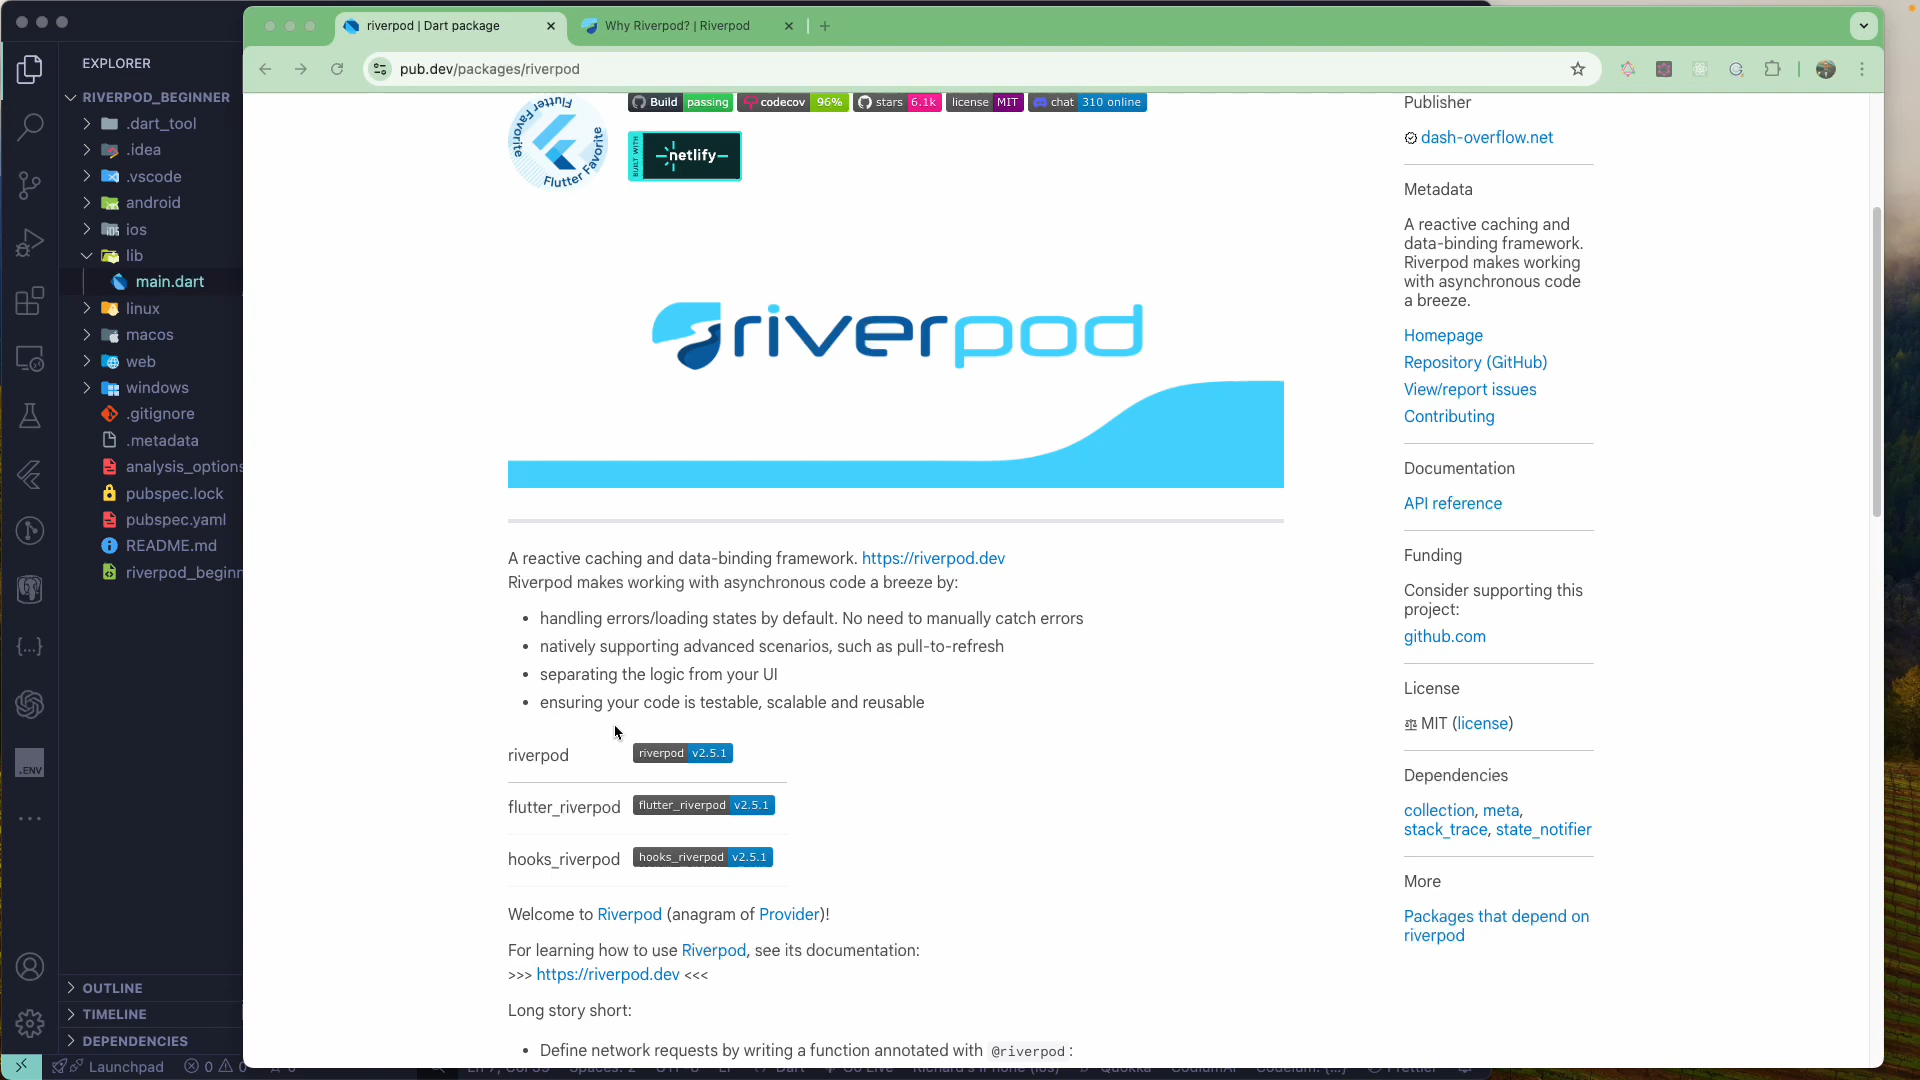 riverpod | Dart package
Why Riverpod? | Riverpod
pub.dev/packages/riverpod
EXPLORER
RIVERPOD_BEGINNER
.dart_tool
.idea
.vscode
android
ios
lib
main.dart
linux
macos
web
windows
.gitignore
.metadata
analysis_options
pubspec.lock
pubspec.yaml
README.md
riverpod_beginn
.ENV
OUTLINE
TIMELINE
DEPENDENCIES
Launchpad
0 0
Flutter Favorite
Flutter Favorite
Build passing
codecov 96%
stars 6.1k
license MIT
chat 310 online
BUILT WITH
netlify
riverpod
A reactive caching and data-binding framework. https://riverpod.dev
Riverpod makes working with asynchronous code a breeze by:
• handling errors/loading states by default. No need to manually catch errors
• natively supporting advanced scenarios, such as pull-to-refresh
• separating the logic from your UI
• ensuring your code is testable, scalable and reusable
riverpod riverpod v2.5.1
flutter_riverpod flutter_riverpod v2.5.1
hooks_riverpod hooks_riverpod v2.5.1
Welcome to Riverpod (anagram of Provider)!
For learning how to use Riverpod, see its documentation:
>>> https://riverpod.dev <<<
Long story short:
• Define network requests by writing a function annotated with @riverpod:
Publisher
dash-overflow.net
Metadata
A reactive caching and
data-binding framework.
Riverpod makes working
with asynchronous code
a breeze.
Homepage
Repository (GitHub)
View/report issues
Contributing
Documentation
API reference
Funding
Consider supporting this
project:
github.com
License
MIT (license)
Dependencies
collection, meta,
stack_trace, state_notifier
More
Packages that depend on
riverpod